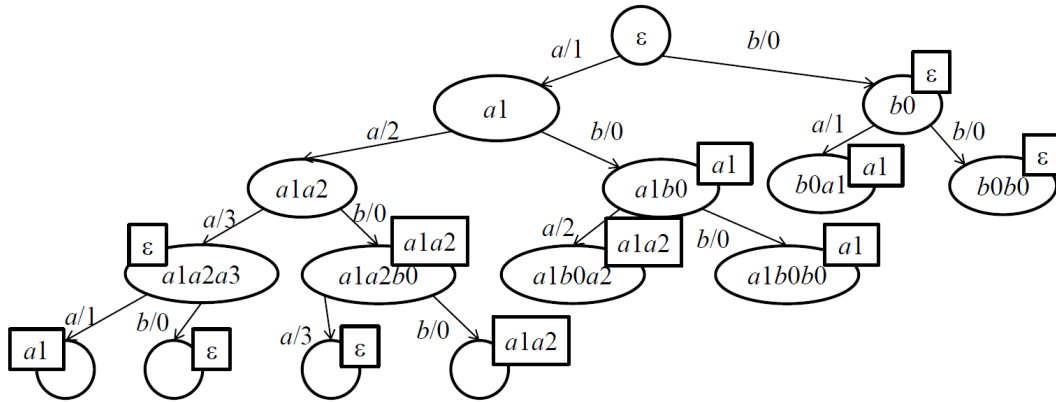 ε
a/1
b/0
ε
a1
b0
a/2
b/0
a/1
b/0
a1
a1
ε
a1a2
a1b0
b0a1
b0b0
a/3
b/0
a1a2
a/2
a1a2
b/0
a1
ε
a1a2a3
a1a2b0
a1b0a2
a1b0b0
a/1
b/0
a/3
b/0
a1
ε
ε
a1a2